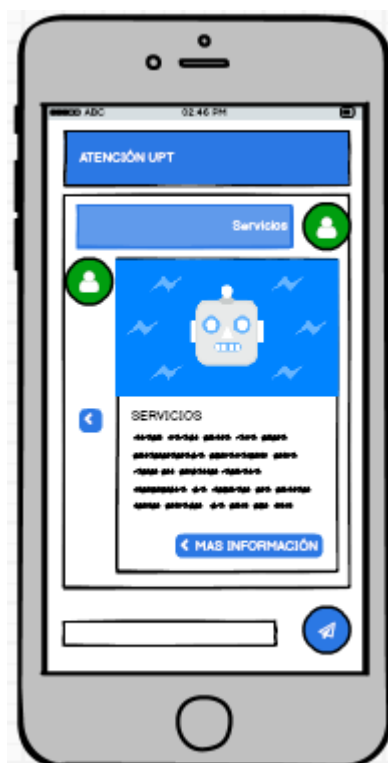 ABC 02:46 PM
ATENCIÓN UPT
Servicios
SERVICIOS
MAS INFORMACIÓN